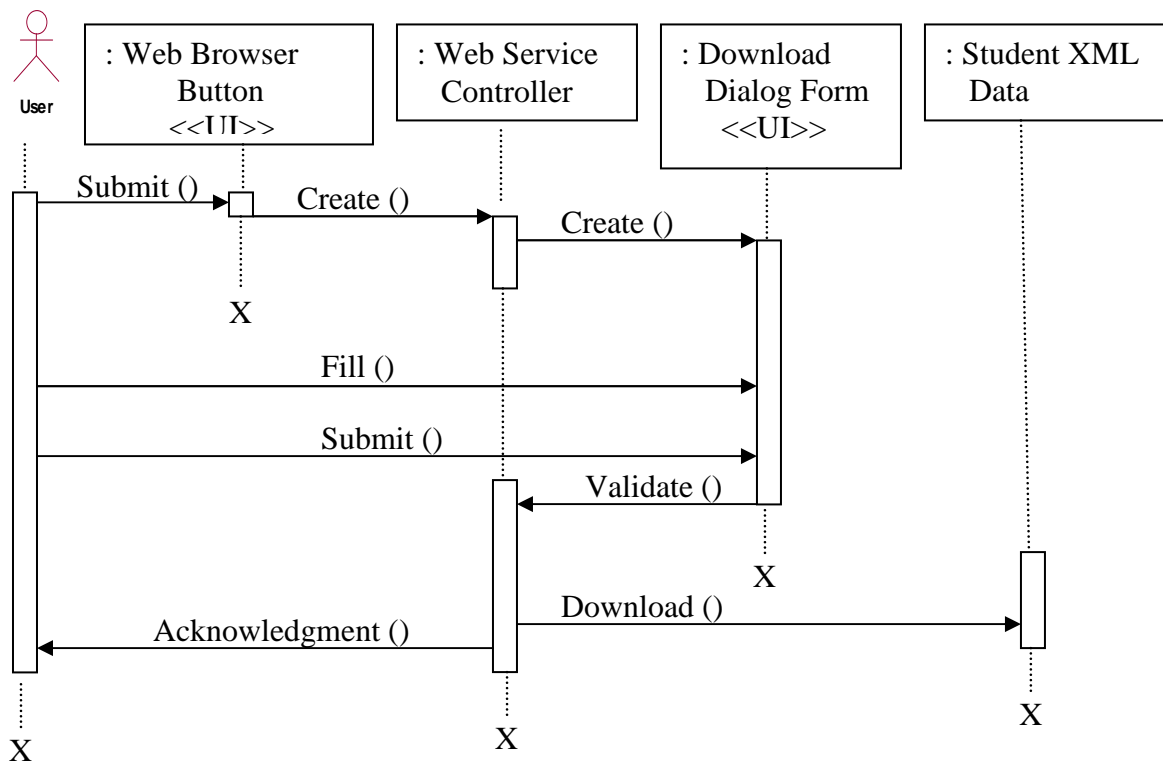 User
: Web Browser
Button
<<UI>>
: Web Service
Controller
: Download
Dialog Form
<<UI>>
: Student XML
Data
Submit ()
Create ()
Create ()
X
Fill ()
Submit ()
Validate ()
X
Download ()
Acknowledgment ()
X
X
X